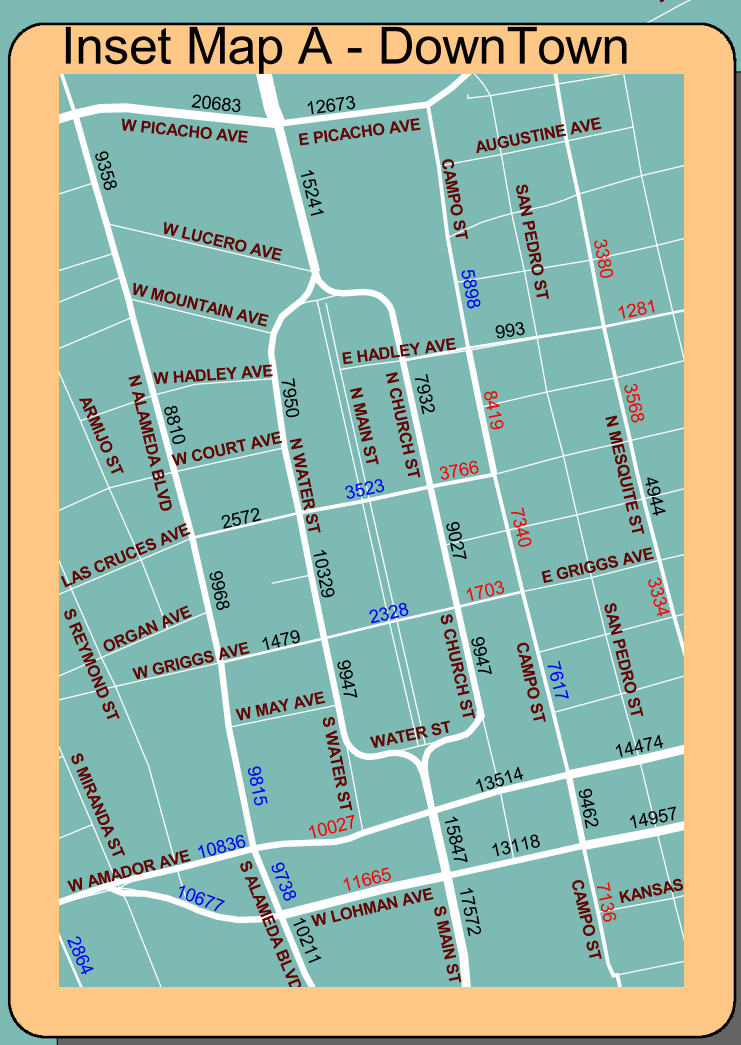 Inset Map A - DownTown
20683
12673
W PICACHO AVE
E PICACHO AVE
AUGUSTINE AVE
9358
15241
CAMPO ST
SAN PEDRO ST
W LUCERO AVE
3380
5898
W MOUNTAIN AVE
1281
993
E HADLEY AVE
W HADLEY AVE
7950
7932
8419
3568
N MAIN ST
N CHURCH ST
ARMIJO ST
N ALAMEDA BLVD
8810
W COURT AVE
N WATER ST
N MESQUITE ST
3766
3523
4944
2572
7340
LAS CRUCES AVE
9027
10329
E GRIGGS AVE
9968
1703
3334
2328
ORGAN AVE
S REYMOND ST
1479
W GRIGGS AVE
S CHURCH ST
9947
SAN PEDRO ST
CAMPO ST
9947
7617
W MAY AVE
S WATER ST
WATER ST
14474
S MIRANDA ST
9815
13514
9462
14957
10027
15847
10836
13118
W AMADOR AVE
9738
11665
S ALAMEDA BLVD
10677
W LOHMAN AVE
17572
KANSAS
7136
CAMPO ST
S MAIN ST
10211
2864